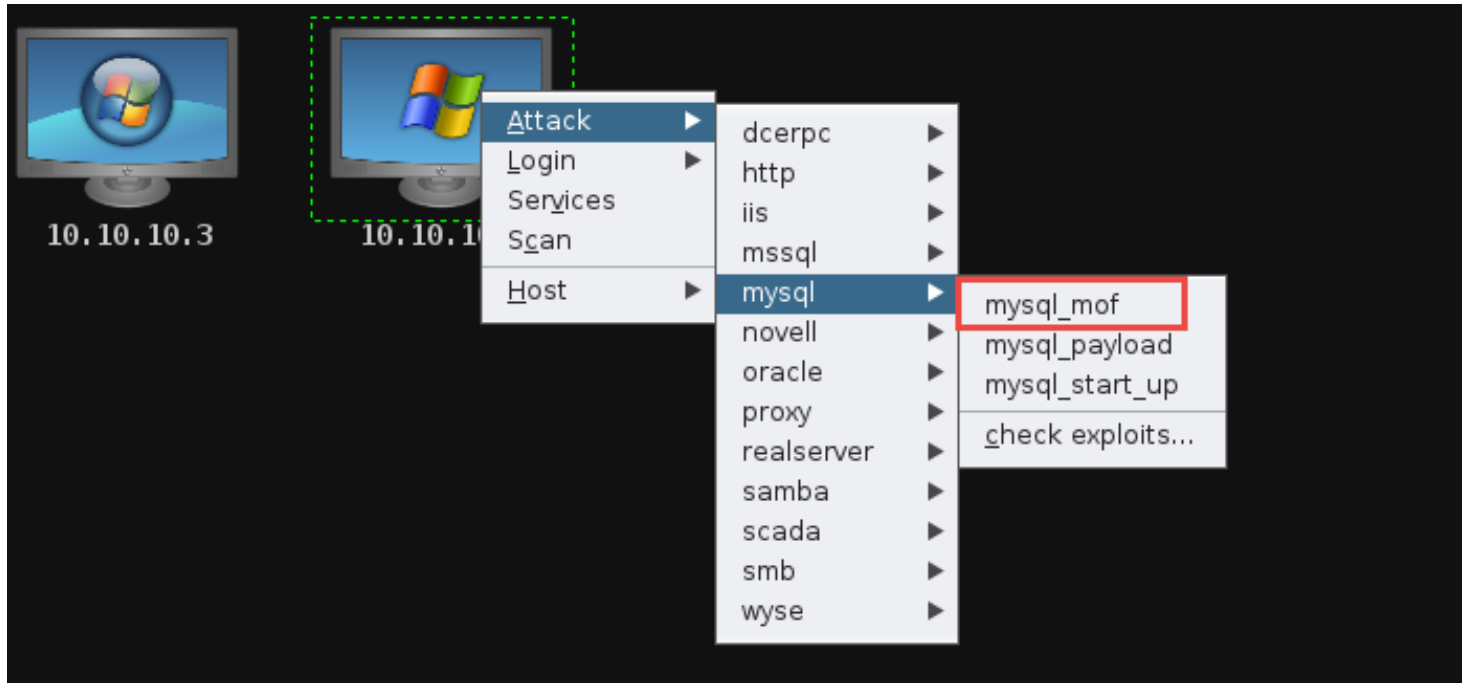 10.10.10.3
10.10.1
Attack
Login
Services
Scan
Host
dcerpc
http
iis
mssql
mysql
novell
oracle
proxy
realserver
samba
scada
smb
wyse
mysql_mof
mysql_payload
mysql_start_up
check exploits...